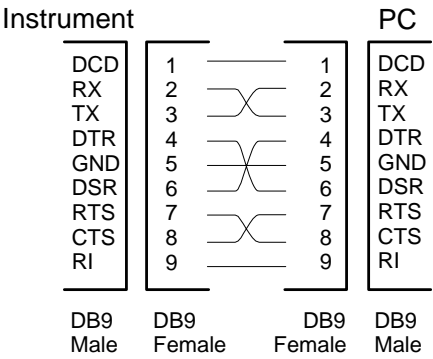 Instrument PC
DCD 1 1 DCD
RX 2 2 RX
TX 3 3 TX
DTR 4 4 DTR
GND 5 5 GND
DSR 6 6 DSR
RTS 7 7 RTS
CTS 8 8 CTS
RI 9 9 RI
DB9 DB9 DB9 DB9
Male Female Female Male